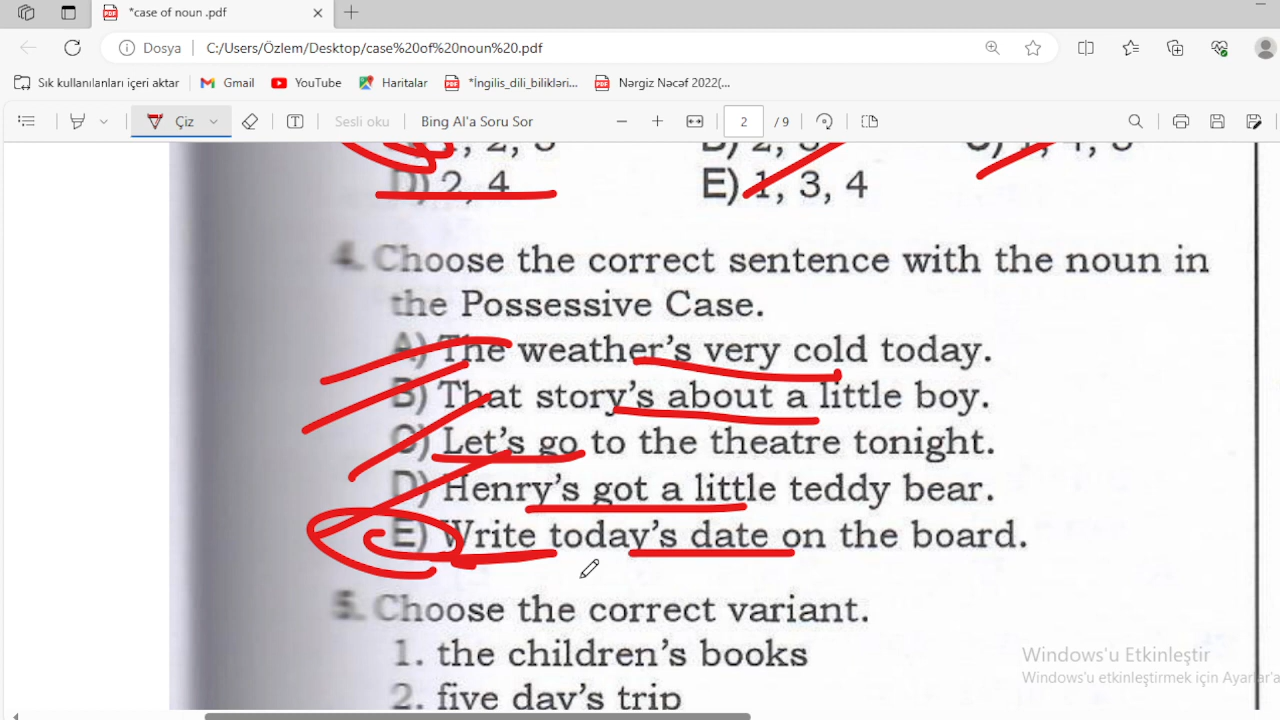 *case of noun .pdf
Dosya C:/Users/Özlem/Desktop/case%20of%20noun%20.pdf
Sık kullanılanları içeri aktar Gmail YouTube Haritalar *İngilis_dili_bilikləri... Nərgiz Nəcəf 2022(...
Çiz Sesli oku Bing AI'a Soru Sor 2 / 9
D) 2, 4 E) 1, 3, 4
4. Choose the correct sentence with the noun in
the Possessive Case.
A) The weather's very cold today.
B) That story's about a little boy.
C) Let's go to the theatre tonight.
D) Henry's got a little teddy bear.
E) Write today's date on the board.
5. Choose the correct variant.
1. the children's books
2. five day's trip
Windows'u Etkinleştir
Windows'u etkinleştirmek için Ayarlar'a